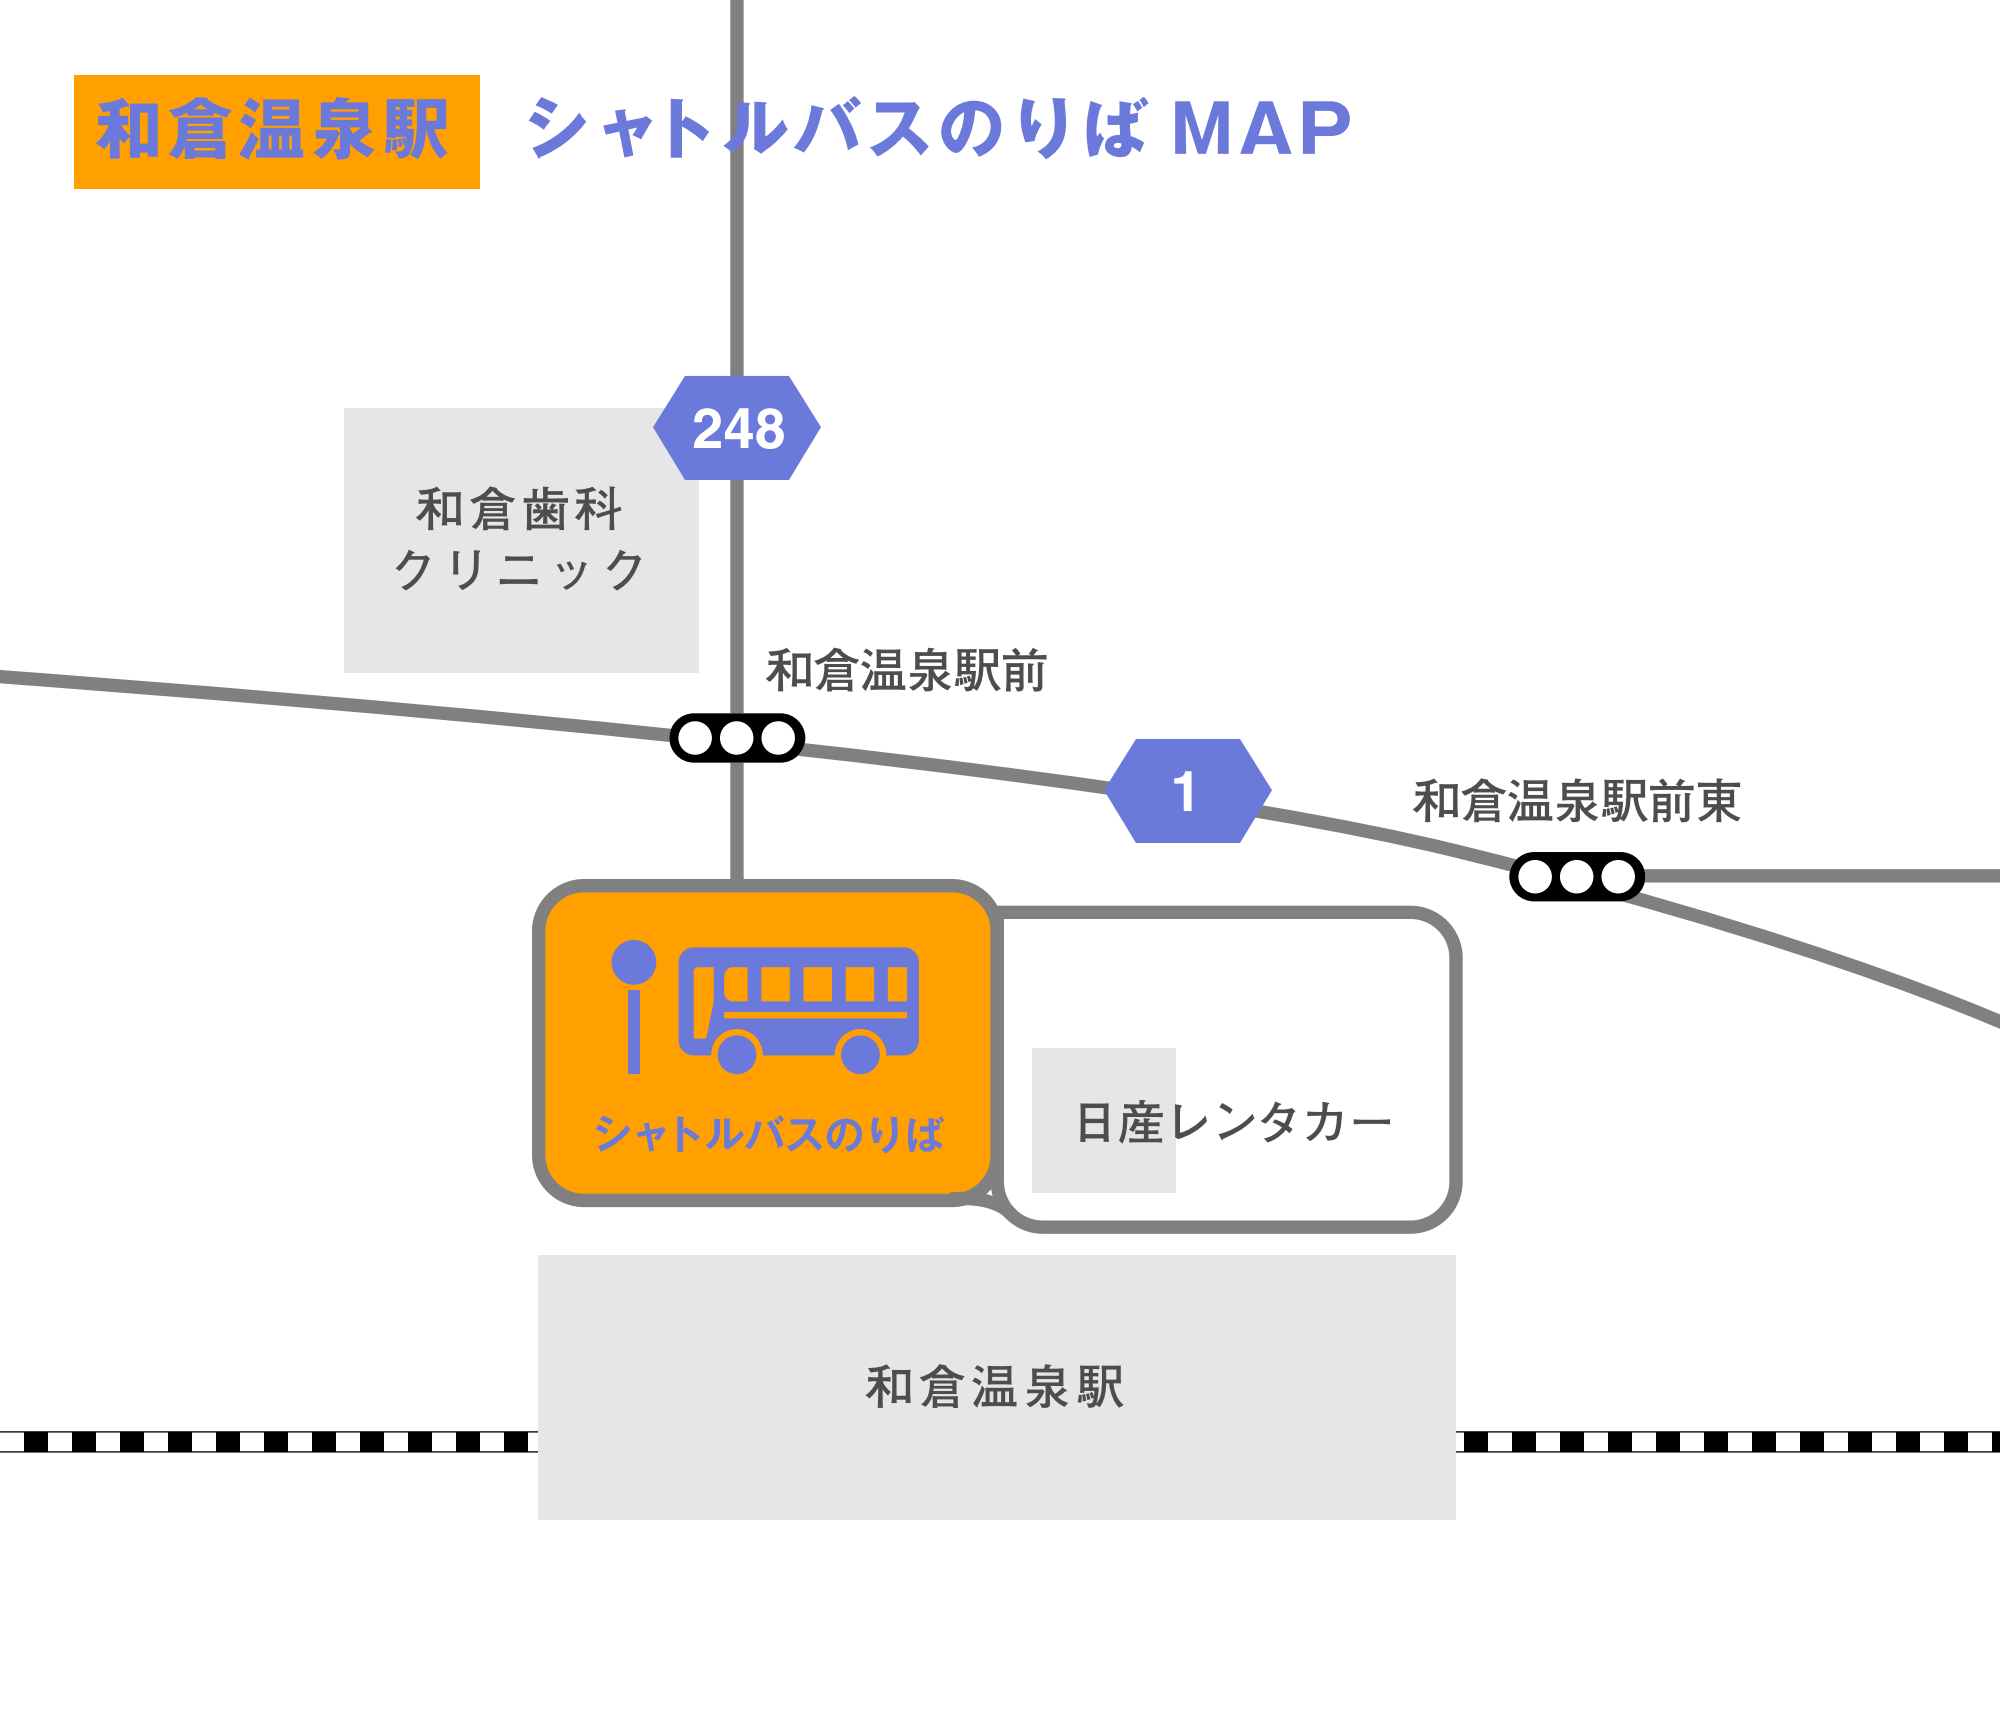 和倉温泉駅 シャトルバスのりば MAP
248
和倉歯科
クリニック
和倉温泉駅前
1
和倉温泉駅前東
シャトルバスのりば
日産レンタカー
和倉温泉駅